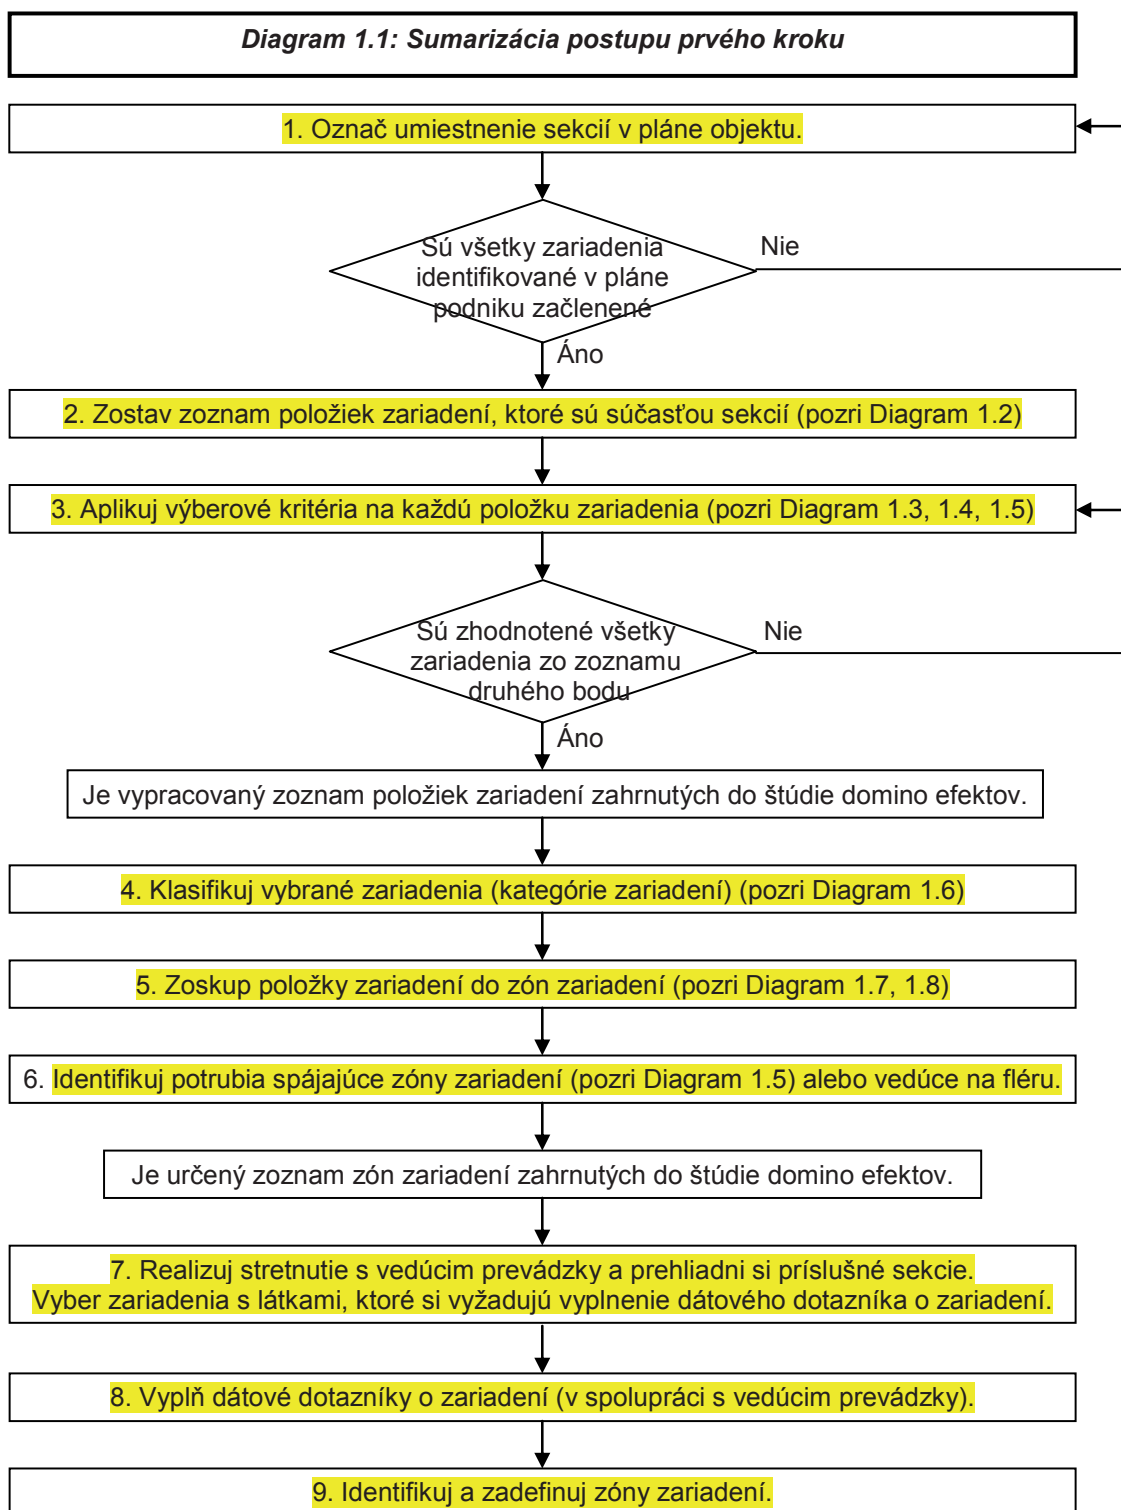 Diagram 1.1: Sumarizácia postupu prvého kroku
1. Označ umiestnenie sekcií v pláne objektu.
Sú všetky zariadenia
identifikované v pláne
podniku začlenené
Nie
Áno
2. Zostav zoznam položiek zariadení, ktoré sú súčasťou sekcií (pozri Diagram 1.2)
3. Aplikuj výberové kritéria na každú položku zariadenia (pozri Diagram 1.3, 1.4, 1.5)
Sú zhodnotené všetky
zariadenia zo zoznamu
druhého bodu
Nie
Áno
Je vypracovaný zoznam položiek zariadení zahrnutých do štúdie domino efektov.
4. Klasifikuj vybrané zariadenia (kategórie zariadení) (pozri Diagram 1.6)
5. Zoskup položky zariadení do zón zariadení (pozri Diagram 1.7, 1.8)
6. Identifikuj potrubia spájajúce zóny zariadení (pozri Diagram 1.5) alebo vedúce na fléru.
Je určený zoznam zón zariadení zahrnutých do štúdie domino efektov.
7. Realizuj stretnutie s vedúcim prevádzky a prehliadni si príslušné sekcie.
Vyber zariadenia s látkami, ktoré si vyžadujú vyplnenie dátového dotazníka o zariadení.
8. Vyplň dátové dotazníky o zariadení (v spolupráci s vedúcim prevádzky).
9. Identifikuj a zadefinuj zóny zariadení.